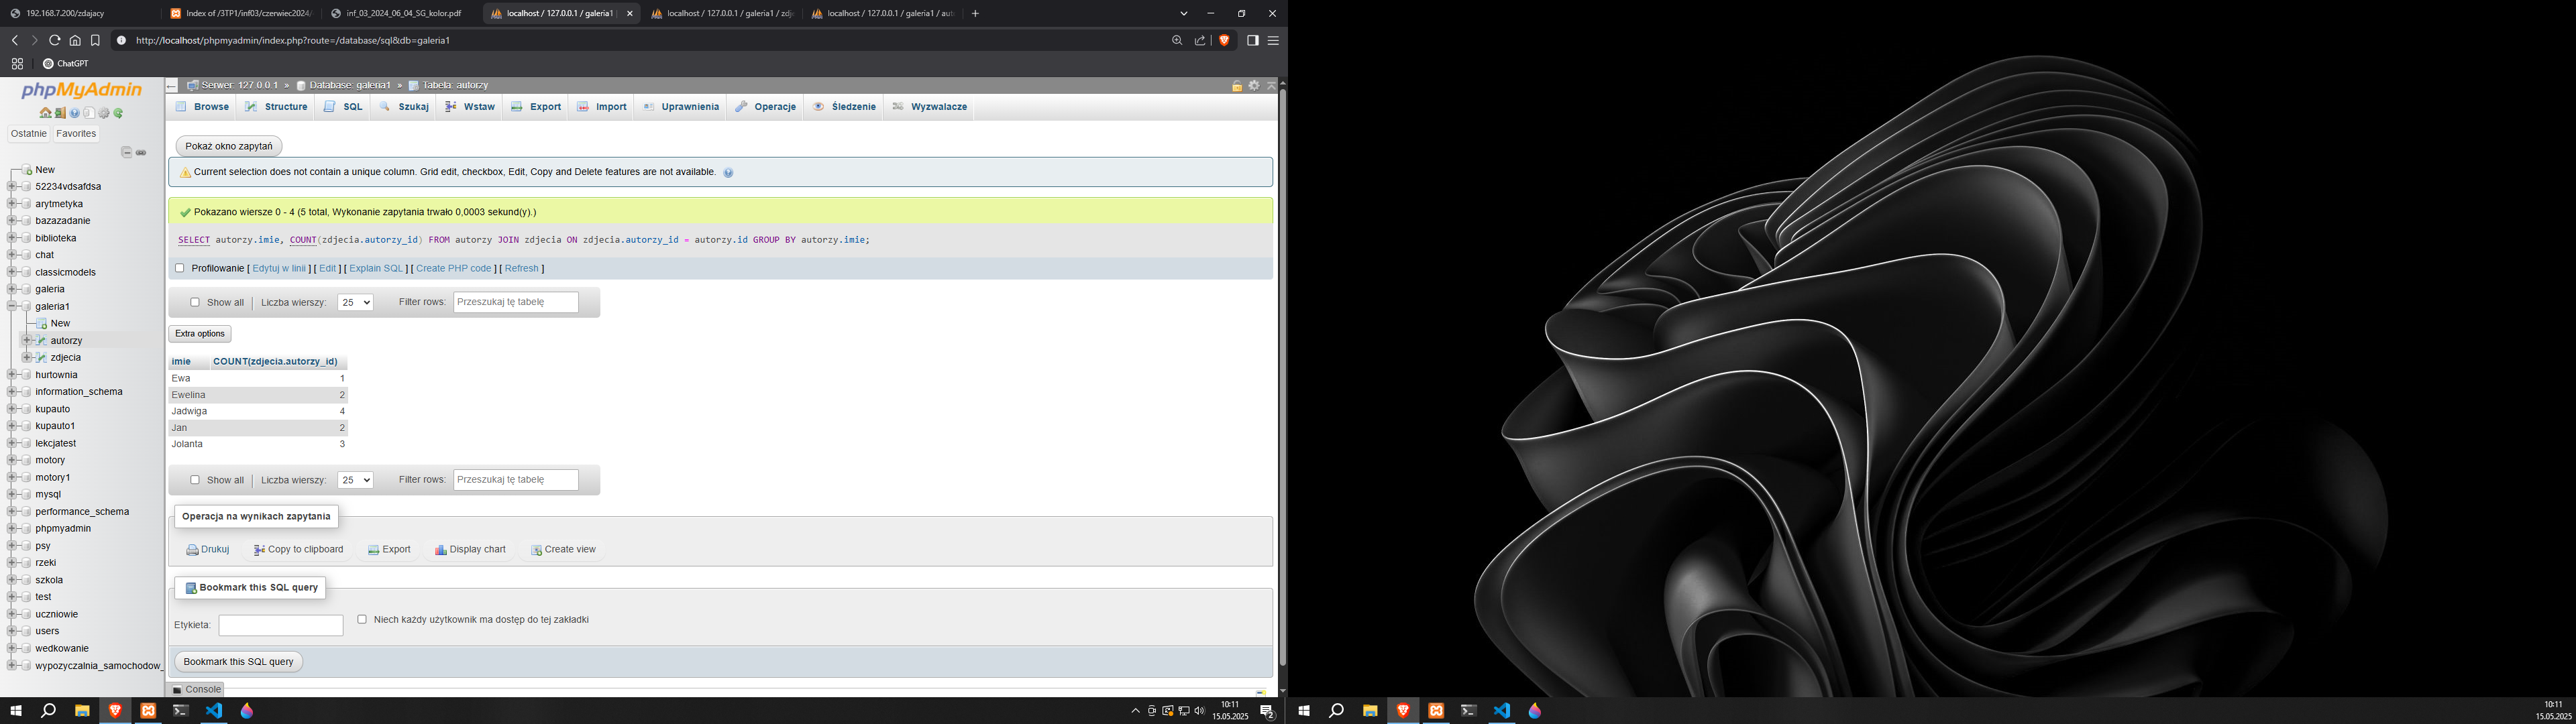 192.168.7.200/zdajacy
Index of /3TP1/inf03/czerwiec2024/
inf_03_2024_06_04_SG_kolor.pdf
localhost / 127.0.0.1 / galeria1
localhost / 127.0.0.1 / galeria1 / zdj
localhost / 127.0.0.1 / galeria1 / aut
http://localhost/phpmyadmin/index.php?route=/database/sql&db=galeria1
ChatGPT
phpMyAdmin
Ostatnie Favorites
New
52234vdsafdsa
arytmetyka
bazazadanie
biblioteka
chat
classicmodels
galeria
galeria1
New
autorzy
zdjecia
hurtownia
information_schema
kupauto
kupauto1
lekcjatest
motory
motory1
mysql
performance_schema
phpmyadmin
psy
rzeki
szkola
test
uczniowie
users
wedkowanie
wypozyczalnia_samochodow_
Serwer: 127.0.0.1 » Database: galeria1 » Tabela: autorzy
Browse Structure SQL Szukaj Wstaw Export Import Uprawnienia Operacje Śledzenie Wyzwalacze
Pokaż okno zapytań
Current selection does not contain a unique column. Grid edit, checkbox, Edit, Copy and Delete features are not available.
Pokazano wiersze 0 - 4 (5 total, Wykonanie zapytania trwało 0,0003 sekund(y).)
SELECT autorzy.imie, COUNT(zdjecia.autorzy_id) FROM autorzy JOIN zdjecia ON zdjecia.autorzy_id = autorzy.id GROUP BY autorzy.imie;
Profilowanie [ Edytuj w linii ] [ Edit ] [ Explain SQL ] [ Create PHP code ] [ Refresh ]
Show all | Liczba wierszy: 25 Filter rows: Przeszukaj tę tabelę
Extra options
imie COUNT(zdjecia.autorzy_id)
Ewa 1
Ewelina 2
Jadwiga 4
Jan 2
Jolanta 3
Show all | Liczba wierszy: 25 Filter rows: Przeszukaj tę tabelę
Operacja na wynikach zapytania
Drukuj Copy to clipboard Export Display chart Create view
Bookmark this SQL query
Etykieta: Niech każdy użytkownik ma dostęp do tej zakładki
Bookmark this SQL query
Console
10:11
15.05.2025
2
10:11
15.05.2025